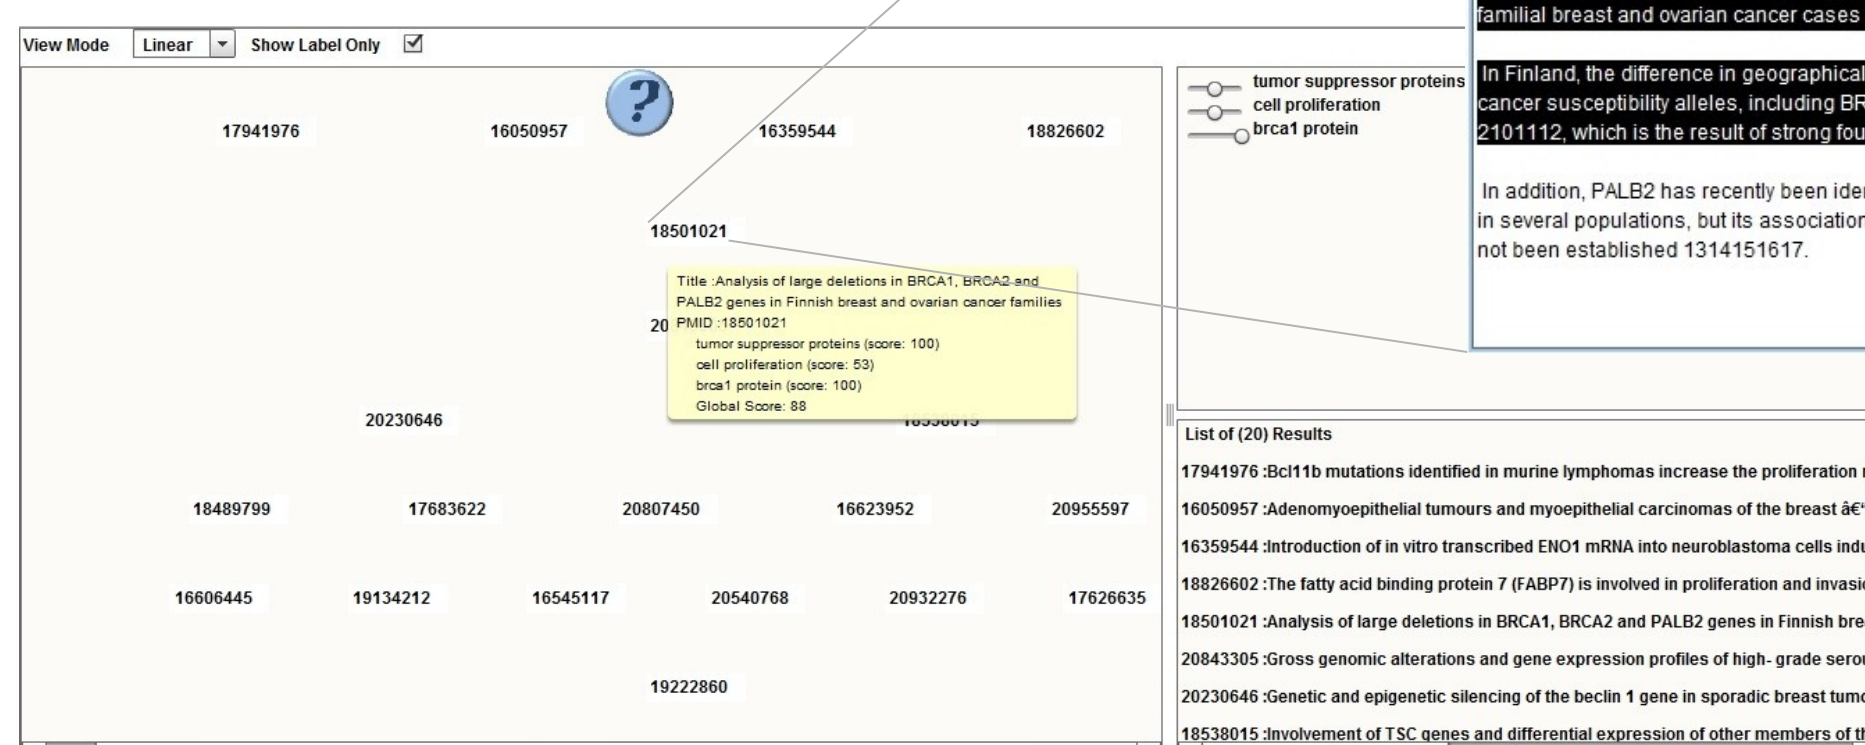 View Mode Linear Show Label Only
17941976 16050957 16359544 18826602
18501021
Title :Analysis of large deletions in BRCA1, BRCA2 and
PALB2 genes in Finnish breast and ovarian cancer families
20 PMID :18501021
tumor suppressor proteins (score: 100)
cell proliferation (score: 53)
brca1 protein (score: 100)
Global Score: 88
20230646 18538015
18489799 17683622 20807450 16623952 20955597
16606445 19134212 16545117 20540768 20932276 17626635
19222860
tumor suppressor proteins
cell proliferation
brca1 protein
familial breast and ovarian cancer cases
In Finland, the difference in geographical
cancer susceptibility alleles, including BR
2101112, which is the result of strong fou
In addition, PALB2 has recently been ide
in several populations, but its association
not been established 1314151617.
List of (20) Results
17941976 :Bcl11b mutations identified in murine lymphomas increase the proliferation
16050957 :Adenomyoepithelial tumours and myoepithelial carcinomas of the breast â€“
16359544 :Introduction of in vitro transcribed ENO1 mRNA into neuroblastoma cells indu
18826602 :The fatty acid binding protein 7 (FABP7) is involved in proliferation and invasi
18501021 :Analysis of large deletions in BRCA1, BRCA2 and PALB2 genes in Finnish bre
20843305 :Gross genomic alterations and gene expression profiles of high- grade sero
20230646 :Genetic and epigenetic silencing of the beclin 1 gene in sporadic breast tum
18538015 :Involvement of TSC genes and differential expression of other members of t